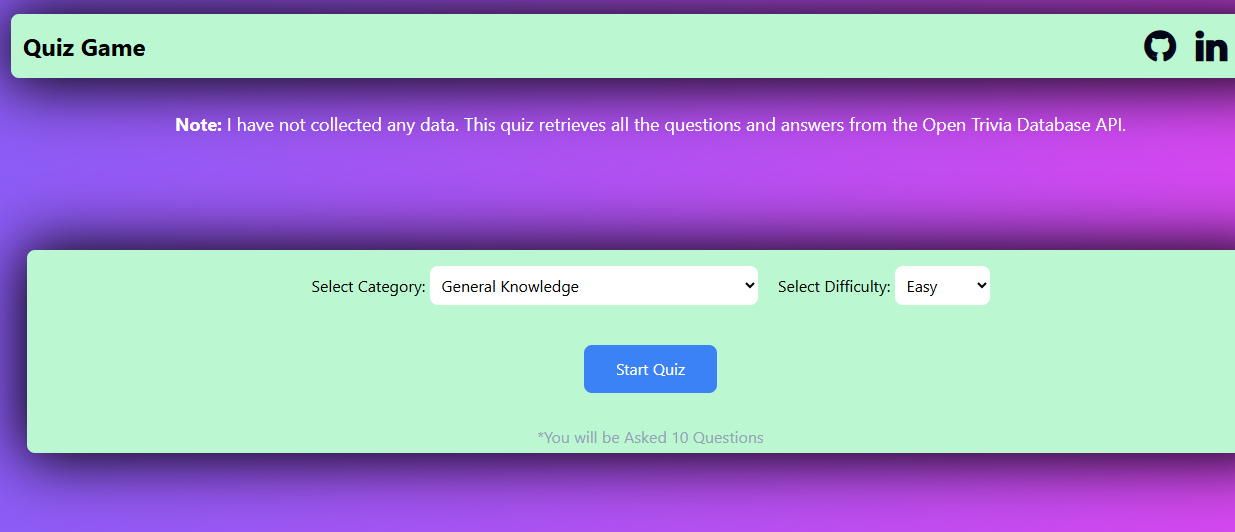 Quiz Game
Note: I have not collected any data. This quiz retrieves all the questions and answers from the Open Trivia Database API.
Select Category: General Knowledge Select Difficulty: Easy
Start Quiz
*You will be Asked 10 Questions